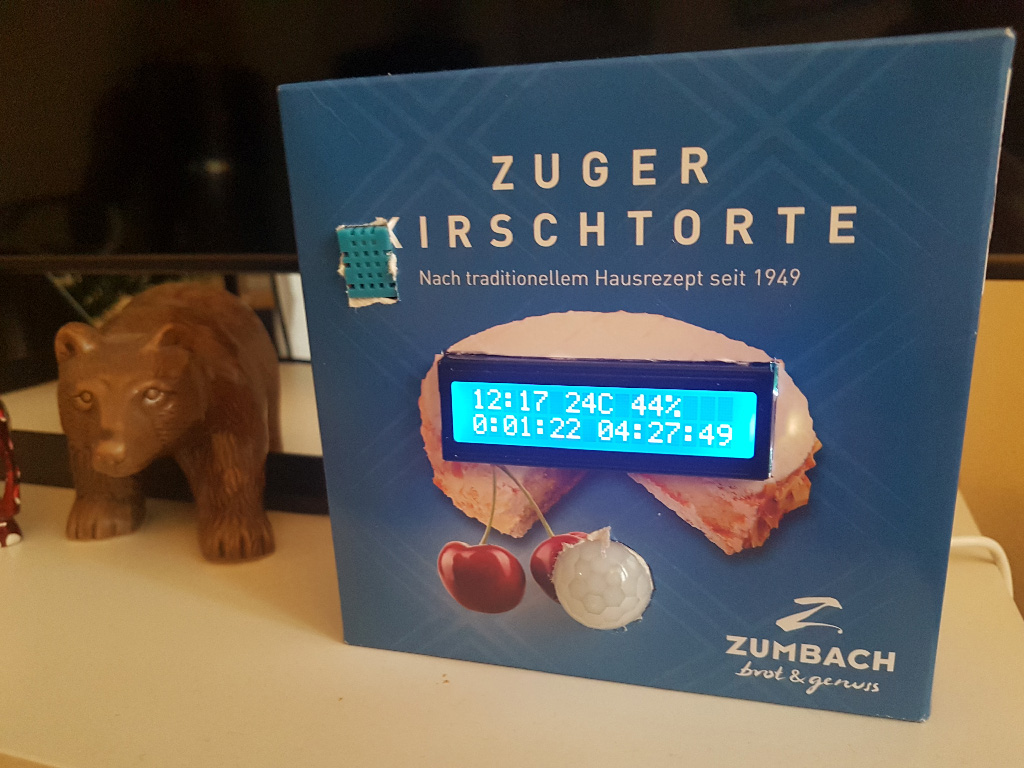 ZUGER
KIRSCHTORTE
Nach traditionellem Hausrezept seit 1949
12:17 24C 44%
0:01:22 04:27:49
ZUMBACH
brot & genuss